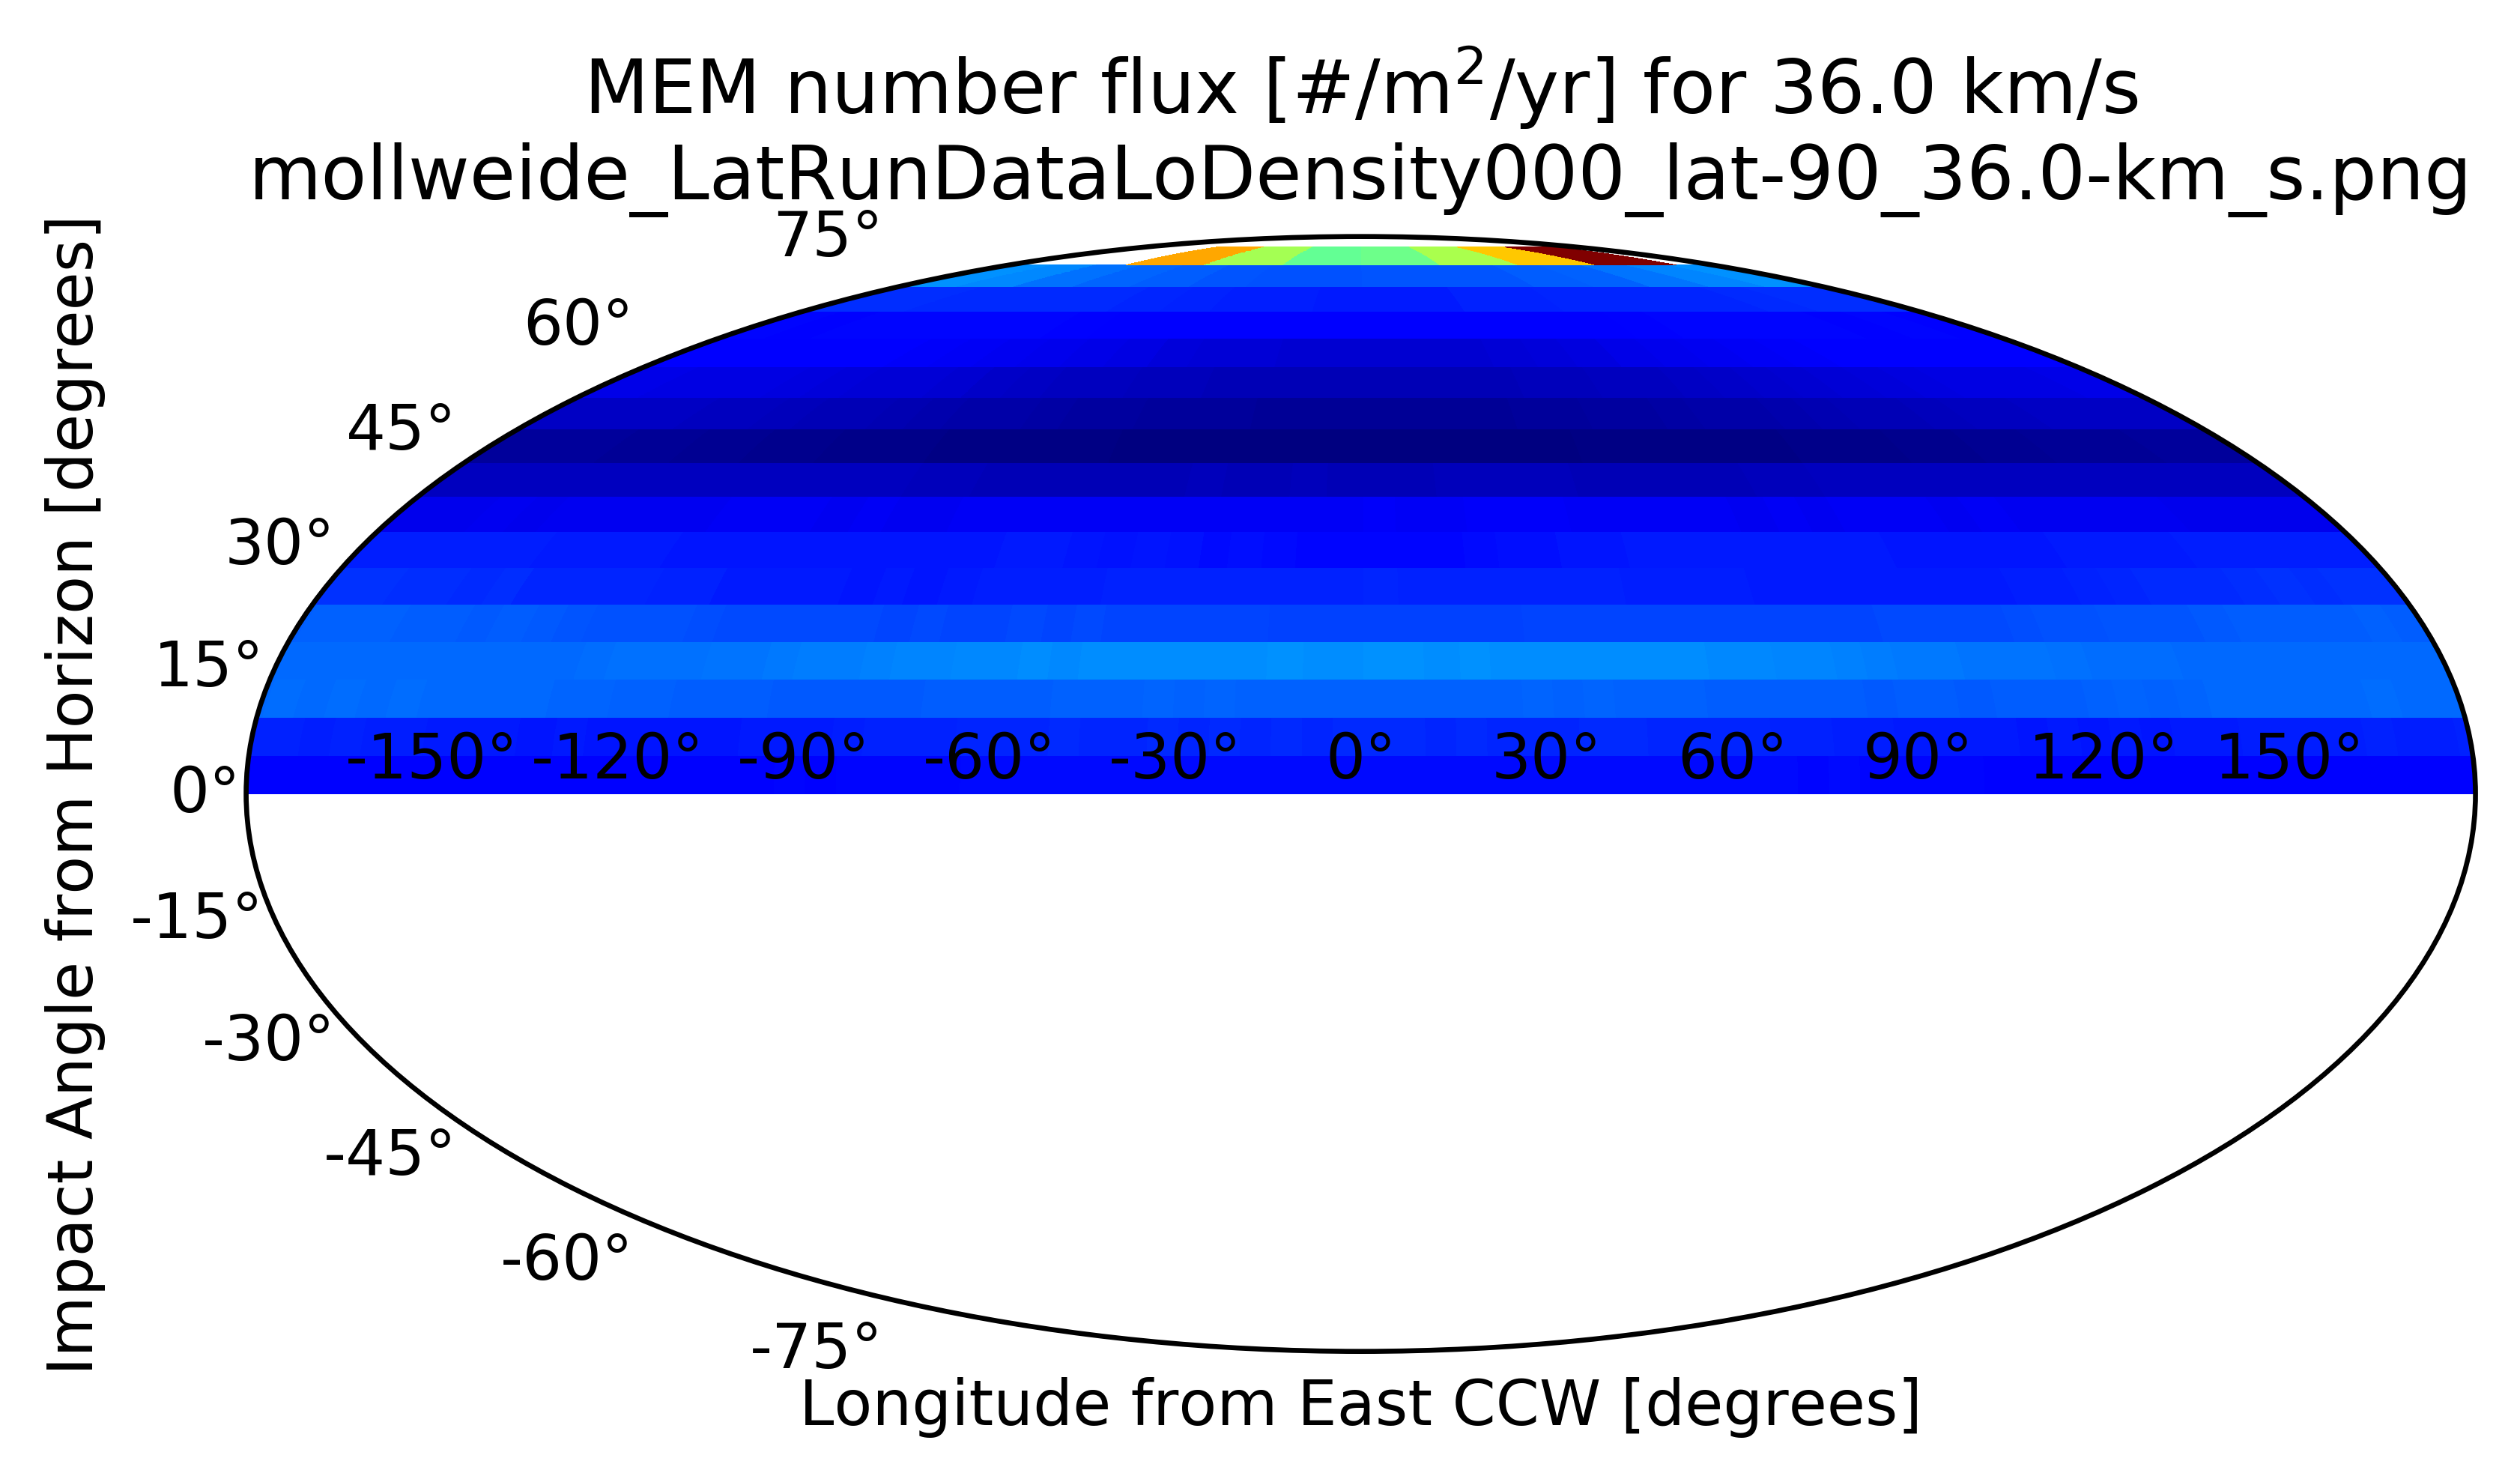 MEM number flux [#/m²/yr] for 36.0 km/s
mollweide_LatRunDataLoDensity000_lat-90_36.0-km_s.png
Impact Angle from Horizon [degrees]
75°
60°
45°
30°
15°
0°
-15°
-30°
-45°
-60°
-75°
-150° -120° -90° -60° -30° 0° 30° 60° 90° 120° 150°
Longitude from East CCW [degrees]